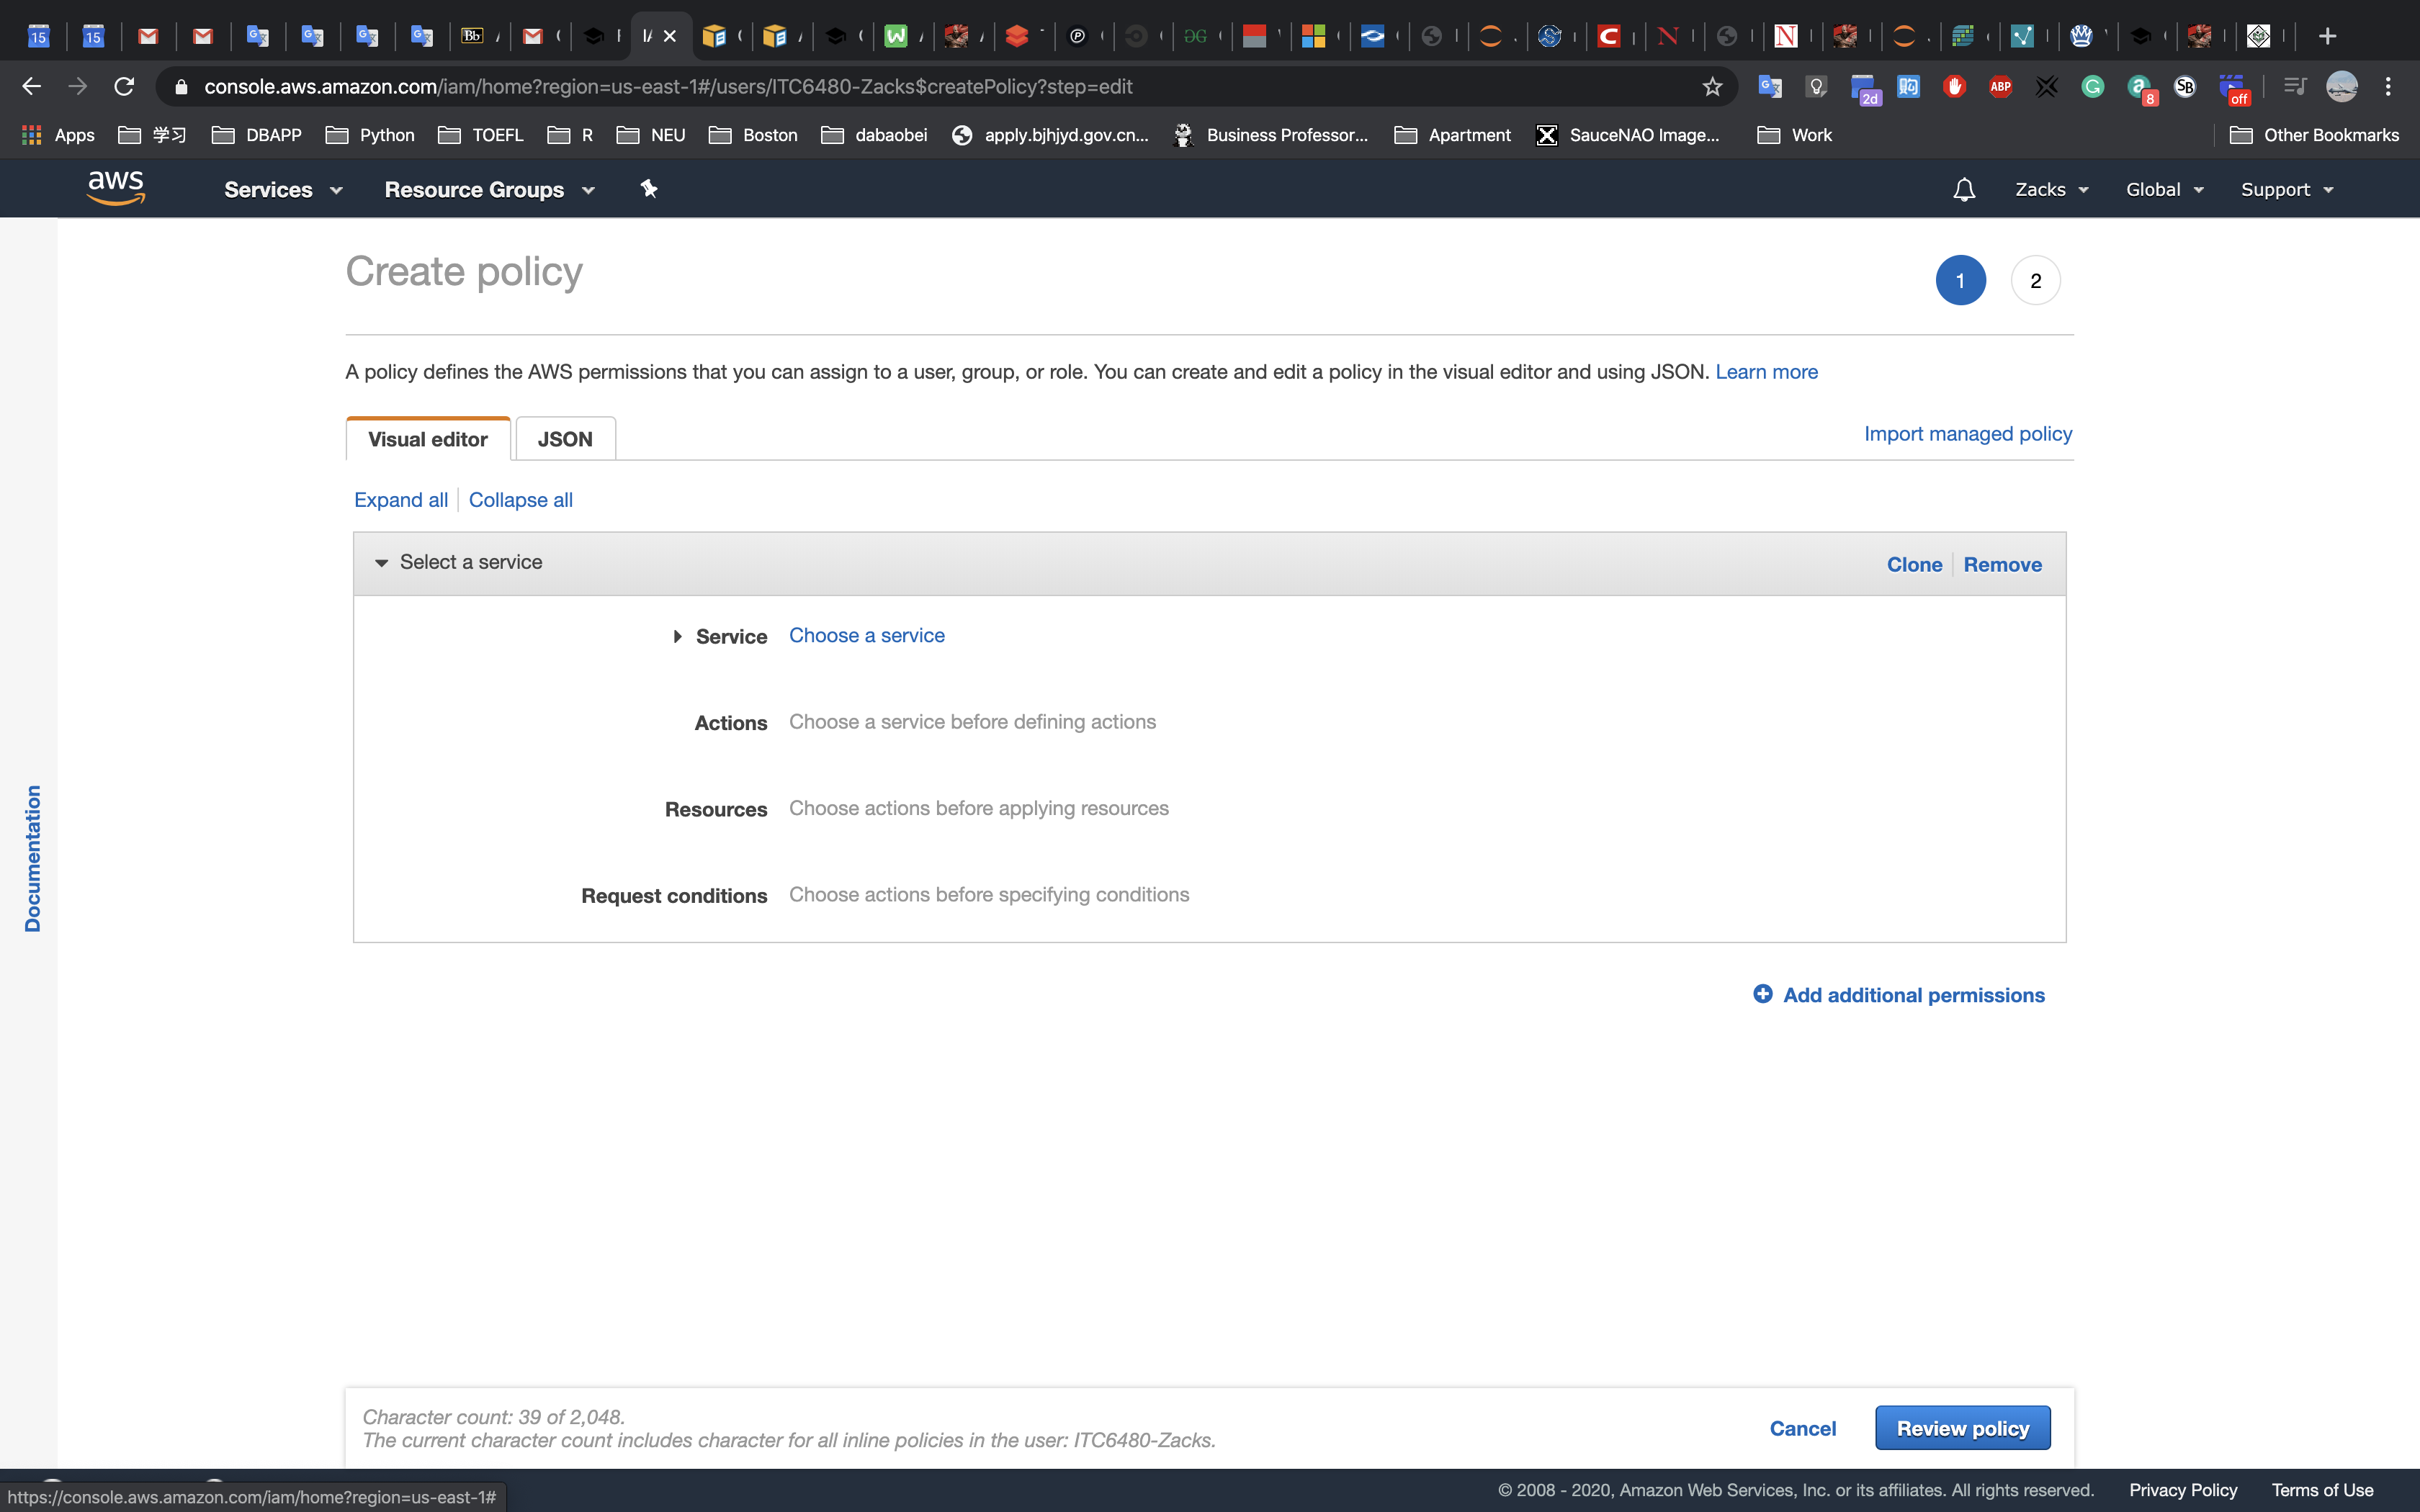 console.aws.amazon.com/iam/home?region=us-east-1#/users/ITC6480-Zacks$createPolicy?step=edit
Apps 学习 DBAPP Python TOEFL R NEU Boston dabaobei apply.bjhjyd.gov.cn... Business Professor... Apartment SauceNAO Image... Work Other Bookmarks
aws Services Resource Groups Zacks Global Support
Create policy
1 2
A policy defines the AWS permissions that you can assign to a user, group, or role. You can create and edit a policy in the visual editor and using JSON. Learn more
Visual editor JSON Import managed policy
Expand all Collapse all
Select a service Clone Remove
Service Choose a service
Actions Choose a service before defining actions
Resources Choose actions before applying resources
Request conditions Choose actions before specifying conditions
Documentation
Add additional permissions
Character count: 39 of 2,048.
The current character count includes character for all inline policies in the user: ITC6480-Zacks.
Cancel Review policy
https://console.aws.amazon.com/iam/home?region=us-east-1#
© 2008 - 2020, Amazon Web Services, Inc. or its affiliates. All rights reserved. Privacy Policy Terms of Use